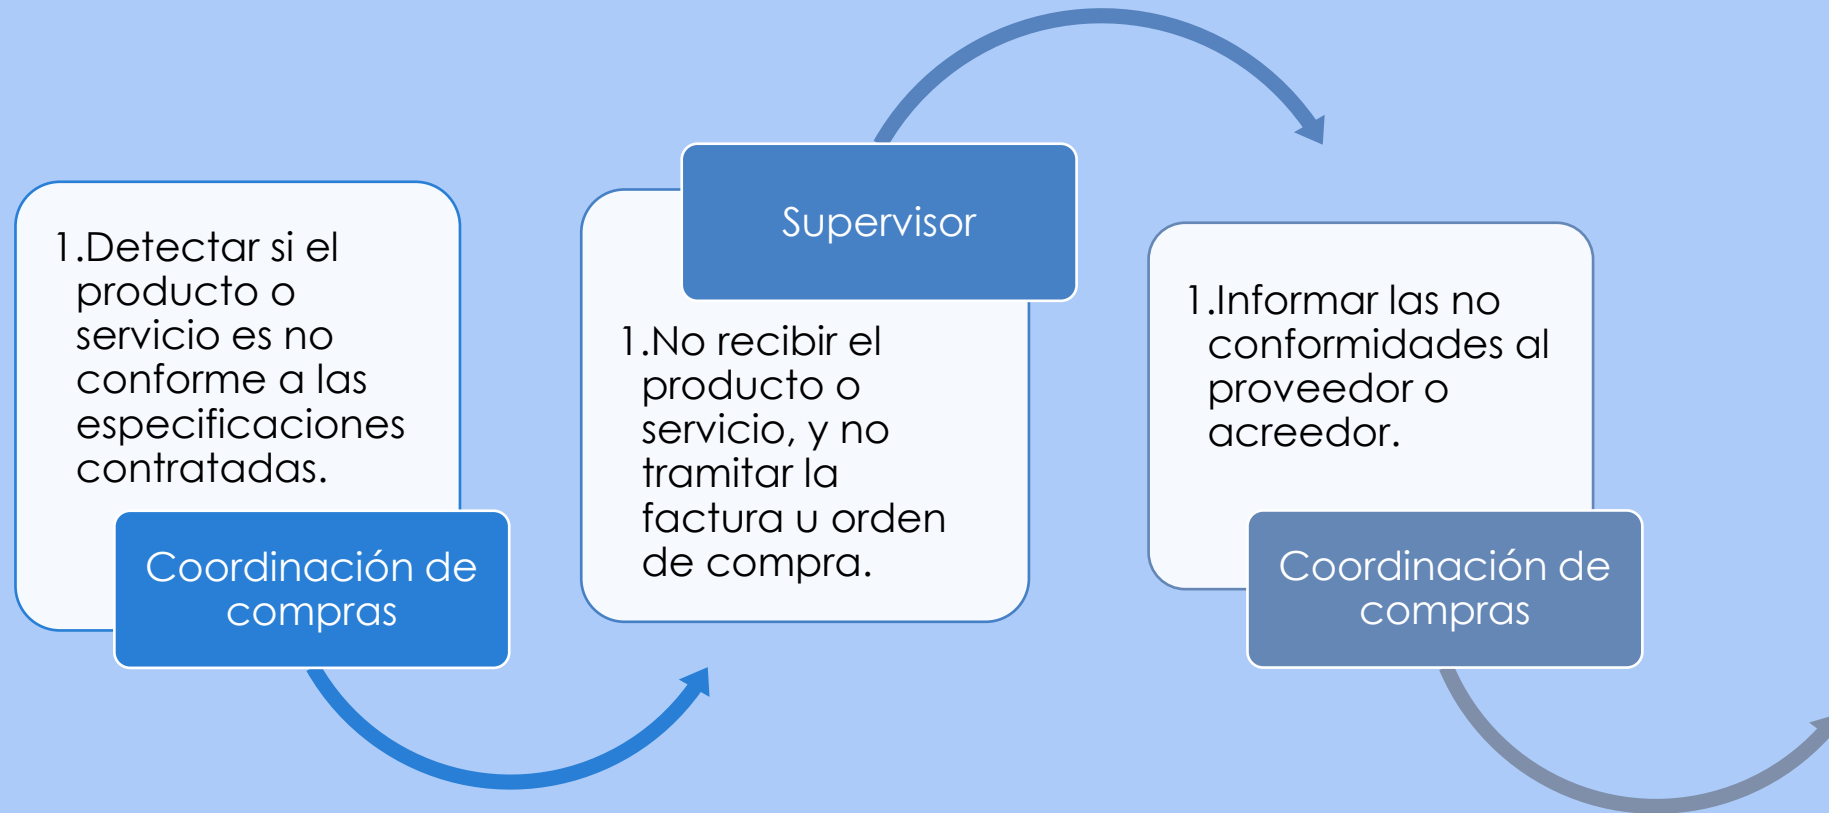 1.Detectar si el
producto o
servicio es no
conforme a las
especificaciones
contratadas.
Coordinación de
compras
Supervisor
1.No recibir el
producto o
servicio, y no
tramitar la
factura u orden
de compra.
1.Informar las no
conformidades al
proveedor o
acreedor.
Coordinación de
compras